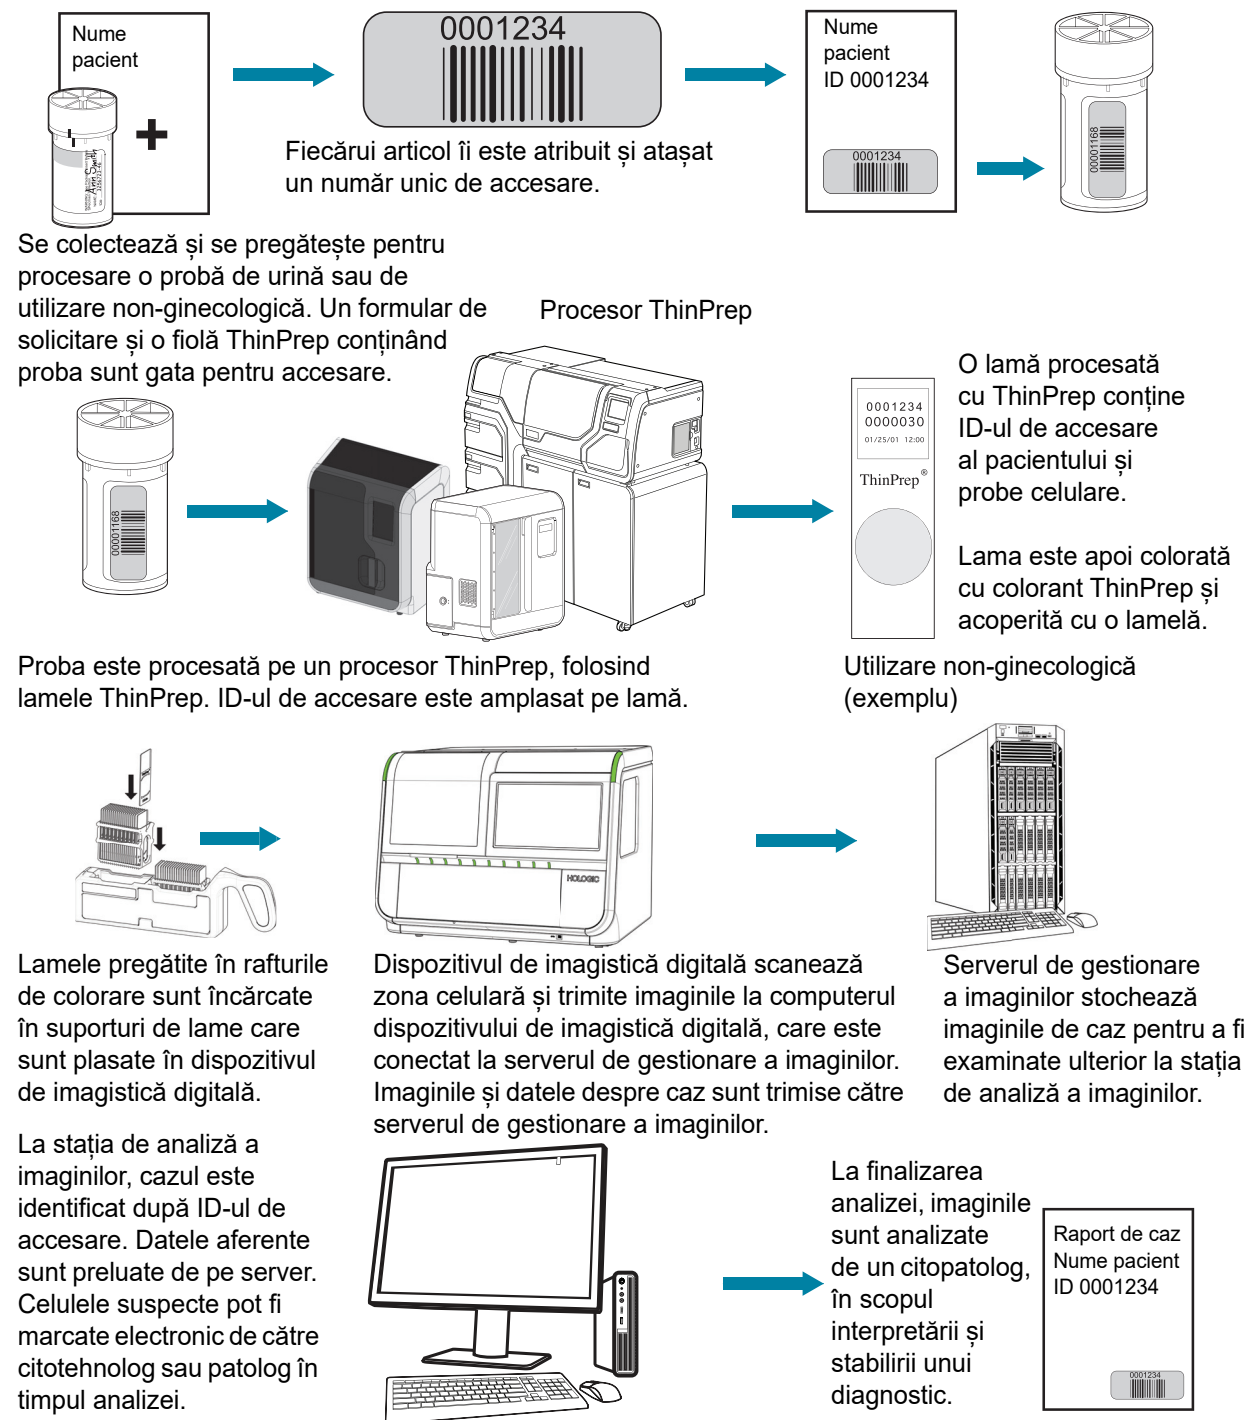 Nume
pacient
0001234
Nume
pacient
ID 0001234
0001234
00001168
Ann Smith
Fiecărui articol îi este atribuit și atașat
un număr unic de accesare.
Se colectează și se pregătește pentru
procesare o probă de urină sau de
utilizare non-ginecologică. Un formular de
solicitare și o fiolă ThinPrep conținând
proba sunt gata pentru accesare.
Procesor ThinPrep
00001168
0001234
0000030
01/25/01 12:00
ThinPrep®
O lamă procesată
cu ThinPrep conține
ID-ul de accesare
al pacientului și
probe celulare.
Lama este apoi colorată
cu colorant ThinPrep și
acoperită cu o lamelă.
Proba este procesată pe un procesor ThinPrep, folosind
lamele ThinPrep. ID-ul de accesare este amplasat pe lamă.
Utilizare non-ginecologică
(exemplu)
HOLOGIC
Lamele pregătite în rafturile
de colorare sunt încărcate
în suporturi de lame care
sunt plasate în dispozitivul
de imagistică digitală.
Dispozitivul de imagistică digitală scanează
zona celulară și trimite imaginile la computerul
dispozitivului de imagistică digitală, care este
conectat la serverul de gestionare a imaginilor.
Imaginile și datele despre caz sunt trimise către
serverul de gestionare a imaginilor.
Serverul de gestionare
a imaginilor stochează
imaginile de caz pentru a fi
examinate ulterior la stația
de analiză a imaginilor.
La stația de analiză a
imaginilor, cazul este
identificat după ID-ul de
accesare. Datele aferente
sunt preluate de pe server.
Celulele suspecte pot fi
marcate electronic de către
citotehnolog sau patolog în
timpul analizei.
La finalizarea
analizei, imaginile
sunt analizate
de un citopatolog,
în scopul
interpretării și
stabilirii unui
diagnostic.
Raport de caz
Nume pacient
ID 0001234
0001234